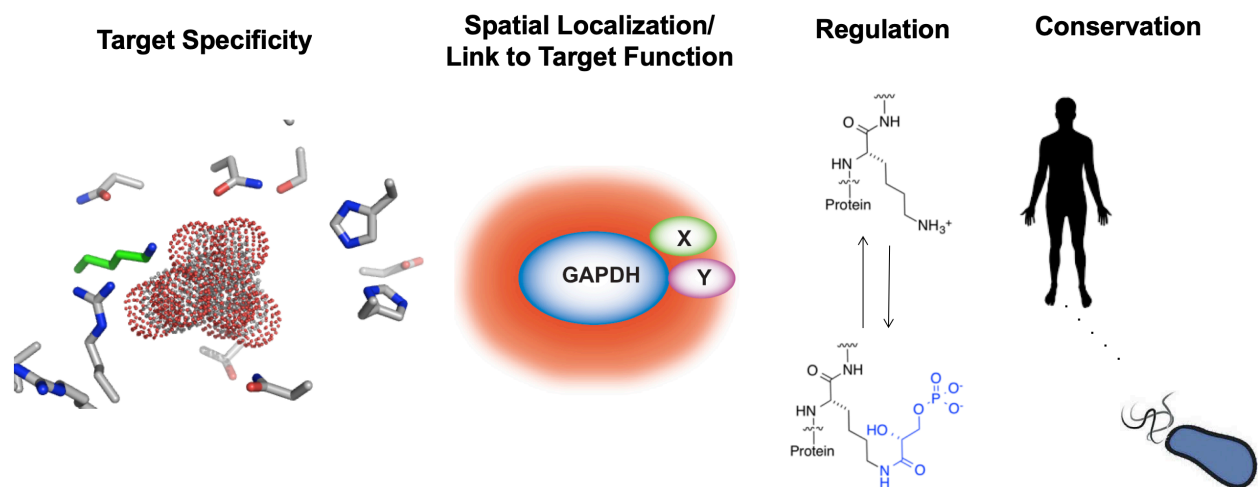 Target Specificity
Spatial Localization/
Link to Target Function
Regulation
Conservation
GAPDH
X
Y
O
NH
HN
Protein
NH₃⁺
O
NH
HN
Protein
N
H
O
HO
O
O
P
O⁻
O⁻